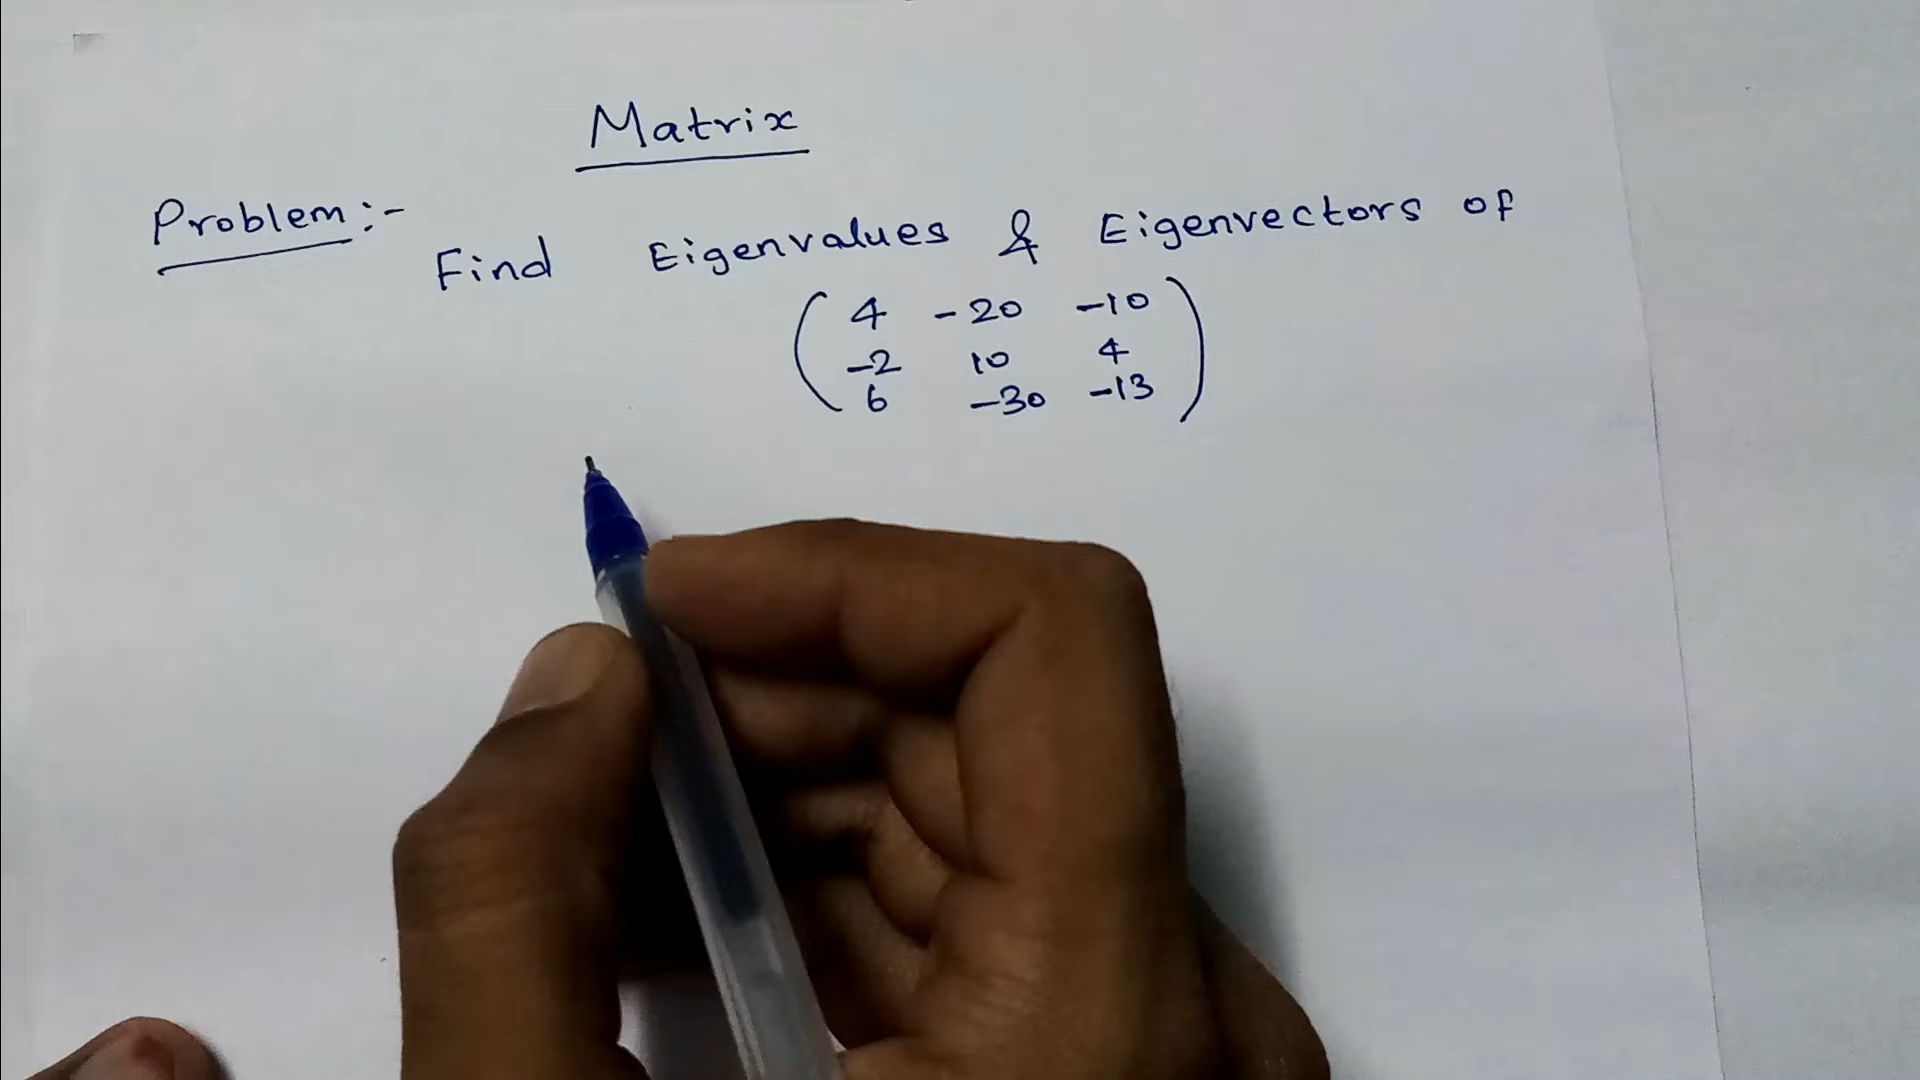 Matrix
Problem:-
Find Eigenvalues & Eigenvectors of
4 -20 -10
-2 10 4
6 -30 -13